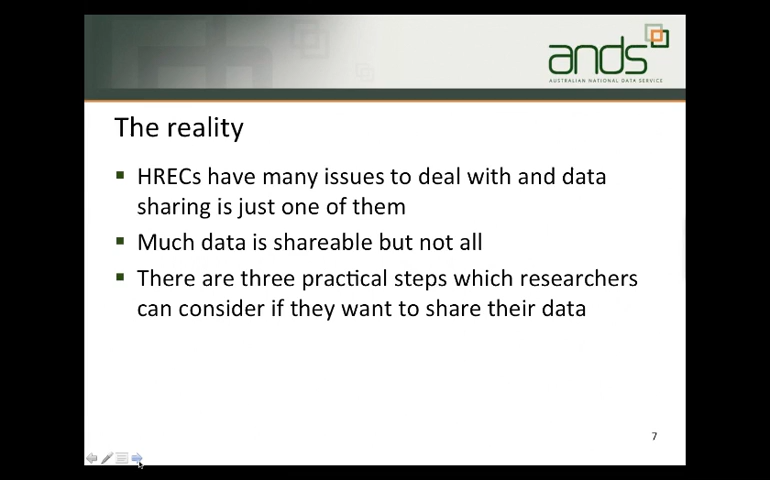 ands
AUSTRALIAN NATIONAL DATA SERVICE
The reality
HRECs have many issues to deal with and data
sharing is just one of them
Much data is shareable but not all
There are three practical steps which researchers
can consider if they want to share their data
7